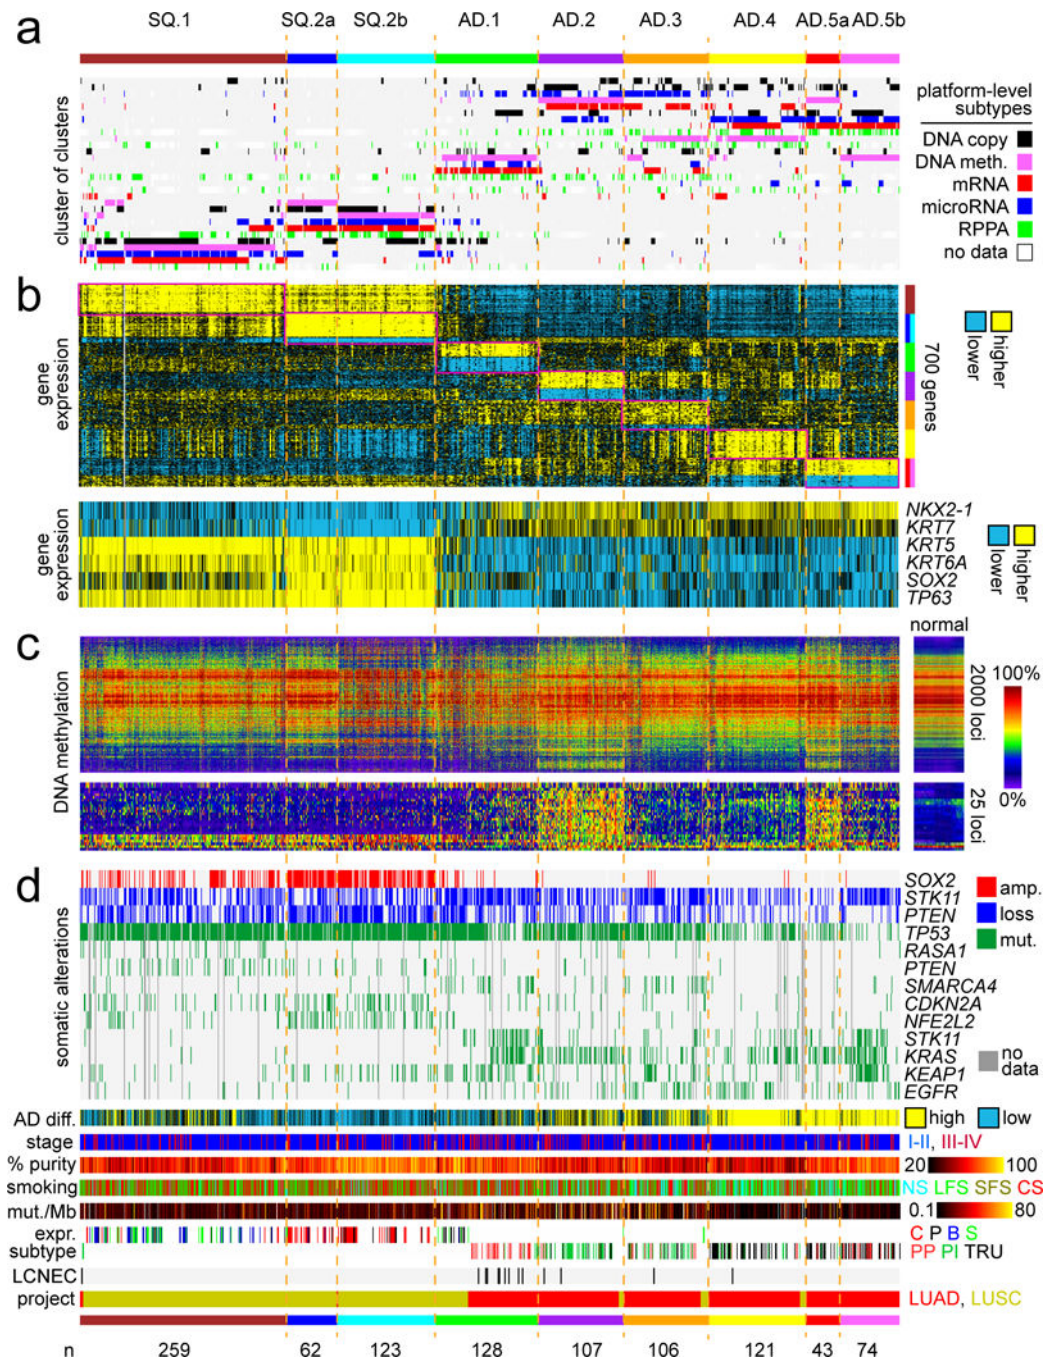 SQ.1 SQ.2a SQ.2b AD.1 AD.2 AD.3 AD.4 AD.5a AD.5b
a
cluster of clusters
platform-level
subtypes
DNA copy
DNA meth.
mRNA
microRNA
RPPA
no data
b
gene
expression
700 genes
lower
higher
gene
expression
NKX2-1
KRT7
KRT5
KRT6A
SOX2
TP63
lower
higher
c
DNA methylation
normal
2000 loci
25 loci
100%
0%
d
somatic alterations
SOX2
STK11
PTEN
TP53
RASA1
PTEN
SMARCA4
CDKN2A
NFE2L2
STK11
KRAS
KEAP1
EGFR
amp.
loss
mut.
no
data
AD diff. high low
stage I-II, III-IV
% purity 20 100
smoking NS LFS SFS CS
mut./Mb 0.1 80
expr. C P B S
subtype PP PI TRU
LCNEC
project LUAD, LUSC
n 259 62 123 128 107 106 121 43 74